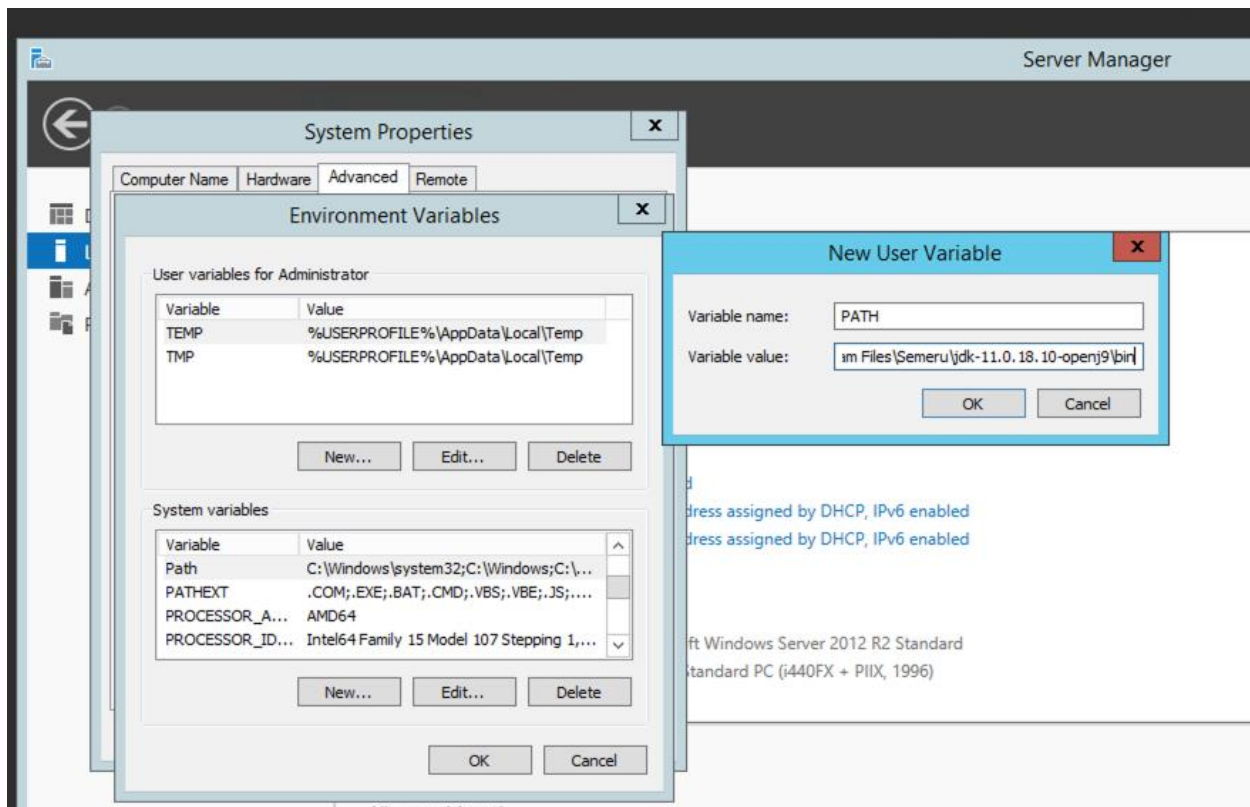 Server Manager
System Properties
Computer Name Hardware Advanced Remote
Environment Variables
User variables for Administrator
Variable Value
TEMP %USERPROFILE%\AppData\Local\Temp
TMP %USERPROFILE%\AppData\Local\Temp
New... Edit... Delete
System variables
Variable Value
Path C:\Windows\system32;C:\Windows;C:\...
PATHEXT .COM;.EXE;.BAT;.CMD;.VBS;.VBE;.JS;....
PROCESSOR_A... AMD64
PROCESSOR_ID... Intel64 Family 15 Model 107 Stepping 1,...
New... Edit... Delete
OK Cancel
New User Variable
Variable name: PATH
Variable value: am Files\Semeru\jdk-11.0.18.10-openj9\bin
OK Cancel
d
dress assigned by DHCP, IPv6 enabled
dress assigned by DHCP, IPv6 enabled
ft Windows Server 2012 R2 Standard
Standard PC (i440FX + PIIX, 1996)